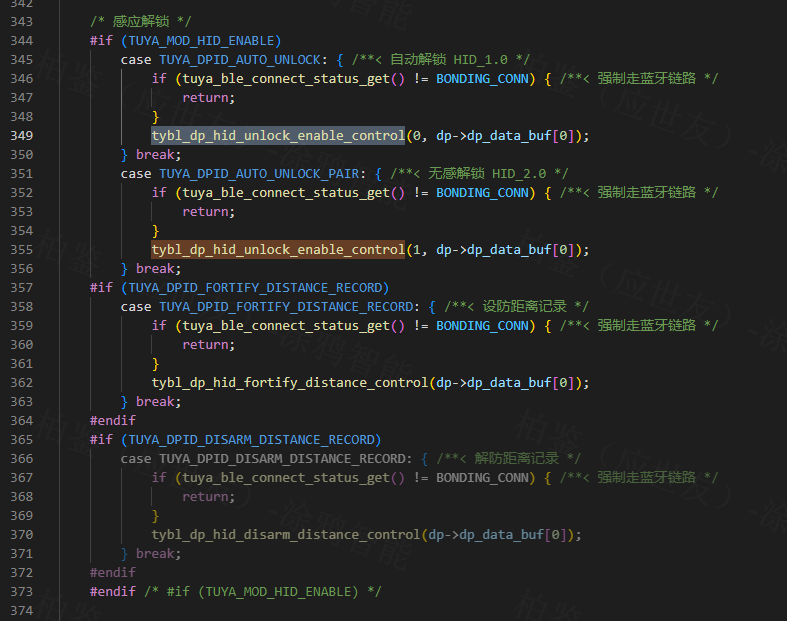 342
343 /* 感应解锁 */
344 #if (TUYA_MOD_HID_ENABLE)
345 case TUYA_DPID_AUTO_UNLOCK: { /**< 自动解锁 HID_1.0 */
346 if (tuya_ble_connect_status_get() != BONDING_CONN) { /**< 强制走蓝牙链路 */
347 return;
348 }
349 tybl_dp_hid_unlock_enable_control(0, dp->dp_data_buf[0]);
350 } break;
351 case TUYA_DPID_AUTO_UNLOCK_PAIR: { /**< 无感解锁 HID_2.0 */
352 if (tuya_ble_connect_status_get() != BONDING_CONN) { /**< 强制走蓝牙链路 */
353 return;
354 }
355 tybl_dp_hid_unlock_enable_control(1, dp->dp_data_buf[0]);
356 } break;
357 #if (TUYA_DPID_FORTIFY_DISTANCE_RECORD)
358 case TUYA_DPID_FORTIFY_DISTANCE_RECORD: { /**< 设防距离记录 */
359 if (tuya_ble_connect_status_get() != BONDING_CONN) { /**< 强制走蓝牙链路 */
360 return;
361 }
362 tybl_dp_hid_fortify_distance_control(dp->dp_data_buf[0]);
363 } break;
364 #endif
365 #if (TUYA_DPID_DISARM_DISTANCE_RECORD)
366 case TUYA_DPID_DISARM_DISTANCE_RECORD: { /**< 解防距离记录 */
367 if (tuya_ble_connect_status_get() != BONDING_CONN) { /**< 强制走蓝牙链路 */
368 return;
369 }
370 tybl_dp_hid_disarm_distance_control(dp->dp_data_buf[0]);
371 } break;
372 #endif
373 #endif /* #if (TUYA_MOD_HID_ENABLE) */
374